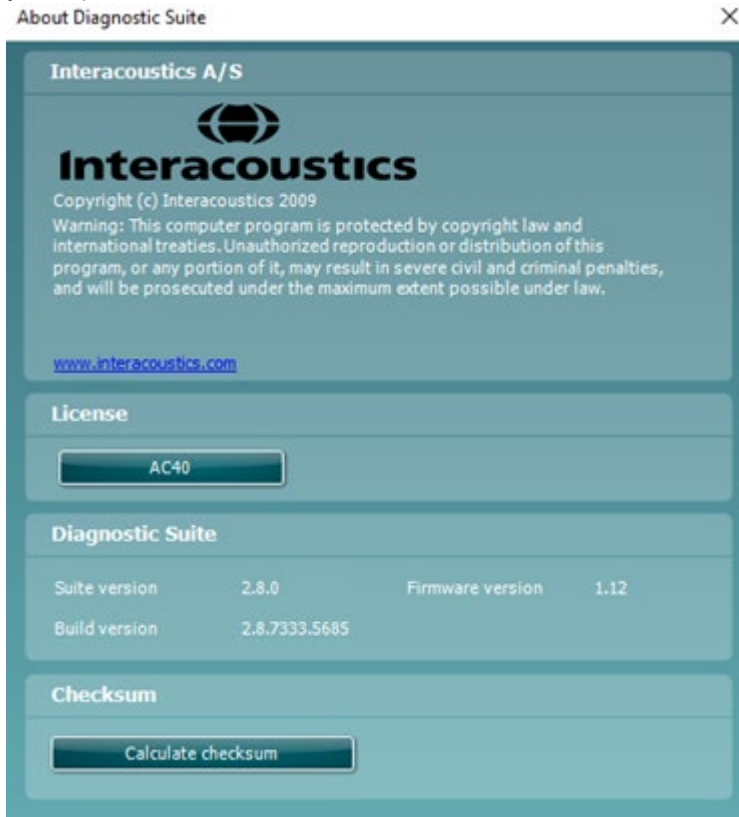 About Diagnostic Suite
Interacoustics A/S
Interacoustics
Copyright (c) Interacoustics 2009
Warning: This computer program is protected by copyright law and
international treaties. Unauthorized reproduction or distribution of this
program, or any portion of it, may result in severe civil and criminal penalties,
and will be prosecuted under the maximum extent possible under law.
www.interacoustics.com
License
AC40
Diagnostic Suite
Suite version 2.8.0 Firmware version 1.12
Build version 2.8.7333.5685
Checksum
Calculate checksum